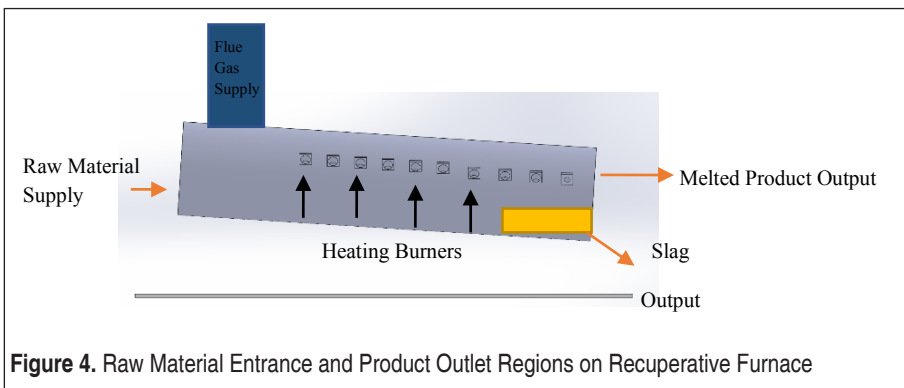 Flue
Gas
Supply
Raw Material
Supply
Melted Product Output
Heating Burners
Slag
Output
Figure 4. Raw Material Entrance and Product Outlet Regions on Recuperative Furnace